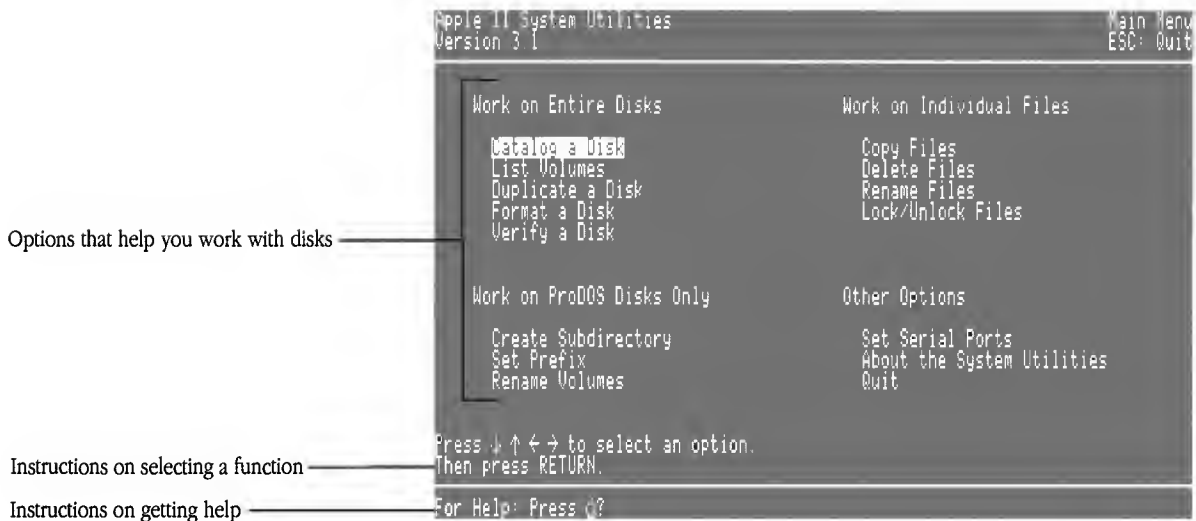 Apple II System Utilities
Main Menu
Version 3.1
ESC: Quit
Work on Entire Disks
Catalog a Disk
List Volumes
Duplicate a Disk
Format a Disk
Verify a Disk
Work on Individual Files
Copy Files
Delete Files
Rename Files
Lock/Unlock Files
Options that help you work with disks
Work on ProDOS Disks Only
Create Subdirectory
Set Prefix
Rename Volumes
Other Options
Set Serial Ports
About the System Utilities
Quit
Press ↓ ↑ ← → to select an option.
Then press RETURN.
Instructions on selecting a function
For Help: Press ?
Instructions on getting help